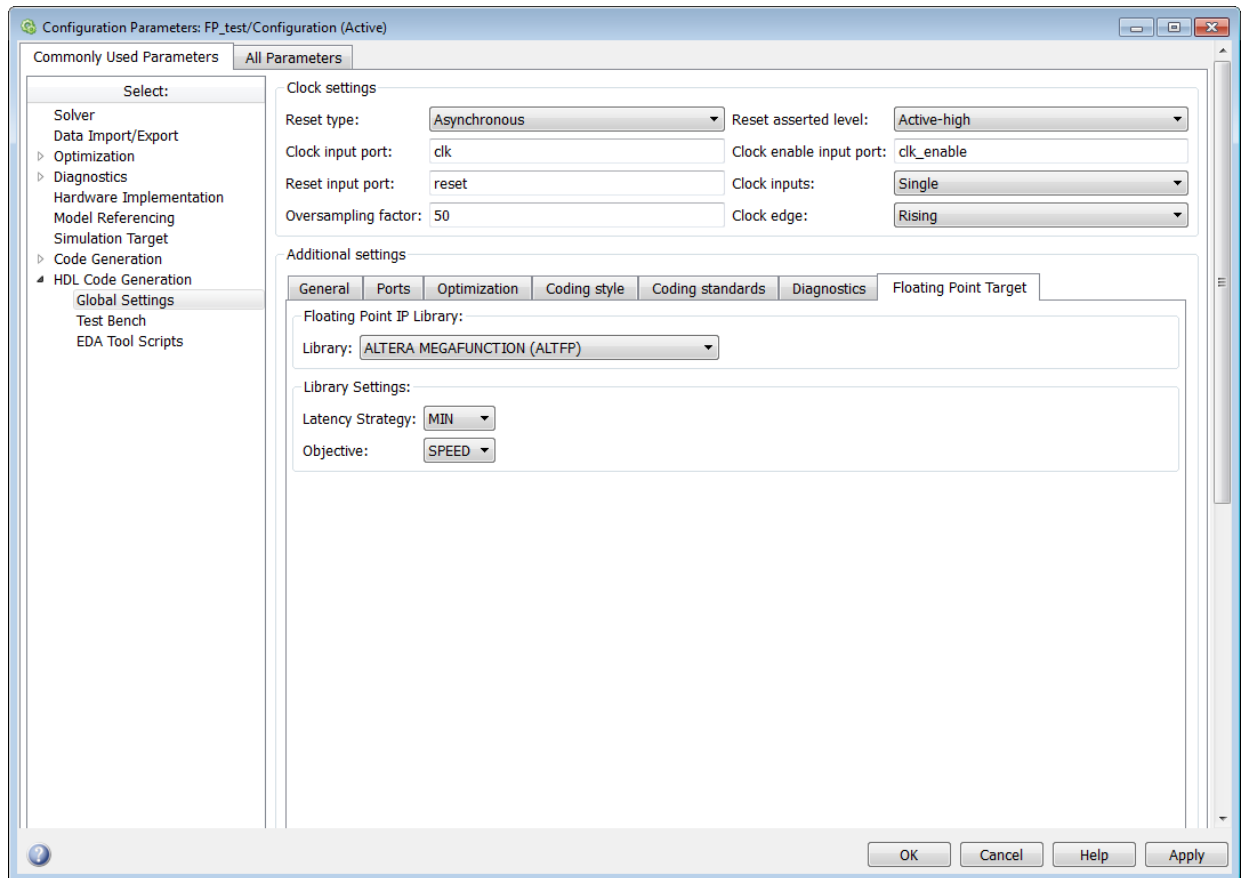 Configuration Parameters: FP_test/Configuration (Active)
Commonly Used Parameters All Parameters
Select:
Solver
Data Import/Export
Optimization
Diagnostics
Hardware Implementation
Model Referencing
Simulation Target
Code Generation
HDL Code Generation
Global Settings
Test Bench
EDA Tool Scripts
Clock settings
Reset type: Asynchronous Reset asserted level: Active-high
Clock input port: clk Clock enable input port: clk_enable
Reset input port: reset Clock inputs: Single
Oversampling factor: 50 Clock edge: Rising
Additional settings
General Ports Optimization Coding style Coding standards Diagnostics Floating Point Target
Floating Point IP Library:
Library: ALTERA MEGAFUNCTION (ALTFP)
Library Settings:
Latency Strategy: MIN
Objective: SPEED
OK Cancel Help Apply